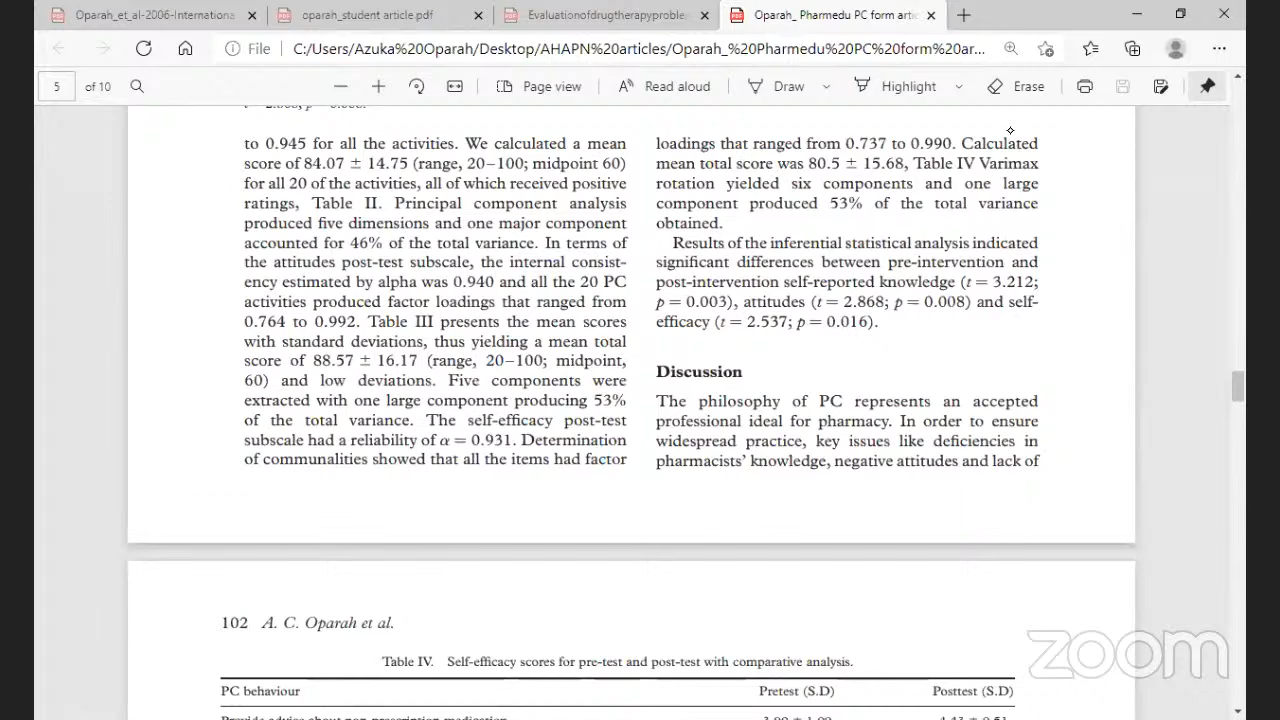 Oparah_et_al-2006-Internationa
oparah_student article.pdf
Evaluationofdrugtherapyproble
Oparah_ Pharmedu PC form arti
File
C:/Users/Azuka%20Oparah/Desktop/AHAPN%20articles/Oparah_%20Pharmedu%20PC%20form%20ar...
5 of 10
Page view
Read aloud
Draw
Highlight
Erase
to 0.945 for all the activities. We calculated a mean
score of 84.07 ± 14.75 (range, 20–100; midpoint 60)
for all 20 of the activities, all of which received positive
ratings, Table II. Principal component analysis
produced five dimensions and one major component
accounted for 46% of the total variance. In terms of
the attitudes post-test subscale, the internal consist-
ency estimated by alpha was 0.940 and all the 20 PC
activities produced factor loadings that ranged from
0.764 to 0.992. Table III presents the mean scores
with standard deviations, thus yielding a mean total
score of 88.57 ± 16.17 (range, 20–100; midpoint,
60) and low deviations. Five components were
extracted with one large component producing 53%
of the total variance. The self-efficacy post-test
subscale had a reliability of α = 0.931. Determination
of communalities showed that all the items had factor
loadings that ranged from 0.737 to 0.990. Calculated
mean total score was 80.5 ± 15.68, Table IV Varimax
rotation yielded six components and one large
component produced 53% of the total variance
obtained.
Results of the inferential statistical analysis indicated
significant differences between pre-intervention and
post-intervention self-reported knowledge (t = 3.212;
p = 0.003), attitudes (t = 2.868; p = 0.008) and self-
efficacy (t = 2.537; p = 0.016).
Discussion
The philosophy of PC represents an accepted
professional ideal for pharmacy. In order to ensure
widespread practice, key issues like deficiencies in
pharmacists' knowledge, negative attitudes and lack of
102 A. C. Oparah et al.
Table IV. Self-efficacy scores for pre-test and post-test with comparative analysis.
PC behaviour Pretest (S.D) Posttest (S.D)
Provide advice about non-prescription medication
zoom